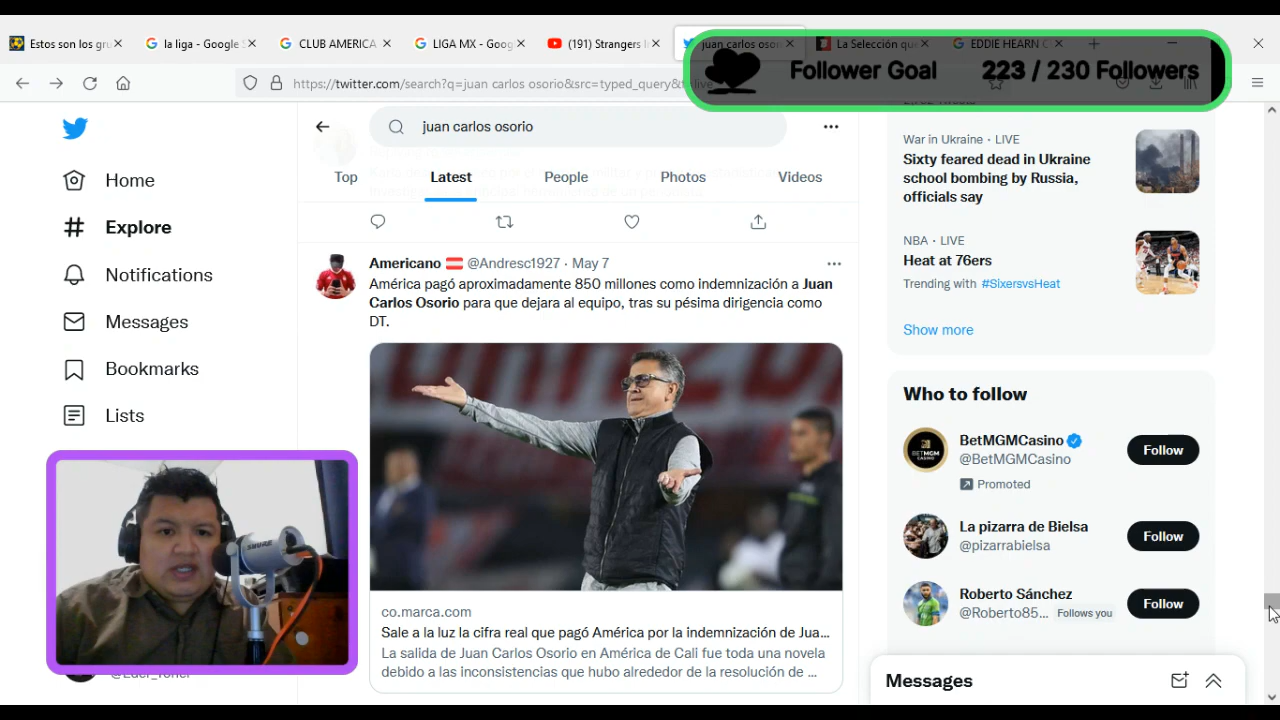 Estos son los gru
la liga - Google S
CLUB AMERICA
LIGA MX - Goog
(191) Strangers I
juan carlos osori
La Selección que
EDDIE HEARN C
https://twitter.com/search?q=juan carlos osorio&src=typed_query&f=live
Follower Goal 223 / 230 Followers
juan carlos osorio
Top
Latest
People
Photos
Videos
Home
Explore
Notifications
Messages
Bookmarks
Lists
Americano @Andresc1927 · May 7
América pagó aproximadamente 850 millones como indemnización a Juan
Carlos Osorio para que dejara al equipo, tras su pésima dirigencia como
DT.
co.marca.com
Sale a la luz la cifra real que pagó América por la indemnización de Jua...
La salida de Juan Carlos Osorio en América de Cali fue toda una novela
debido a las inconsistencias que hubo alrededor de la resolución de ...
SHURE
War in Ukraine · LIVE
Sixty feared dead in Ukraine
school bombing by Russia,
officials say
NBA · LIVE
Heat at 76ers
Trending with #SixersvsHeat
Show more
Who to follow
BetMGMCasino
@BetMGMCasino
Promoted
Follow
La pizarra de Bielsa
@pizarrabielsa
Follow
Roberto Sánchez
@Roberto85... Follows you
Follow
Messages